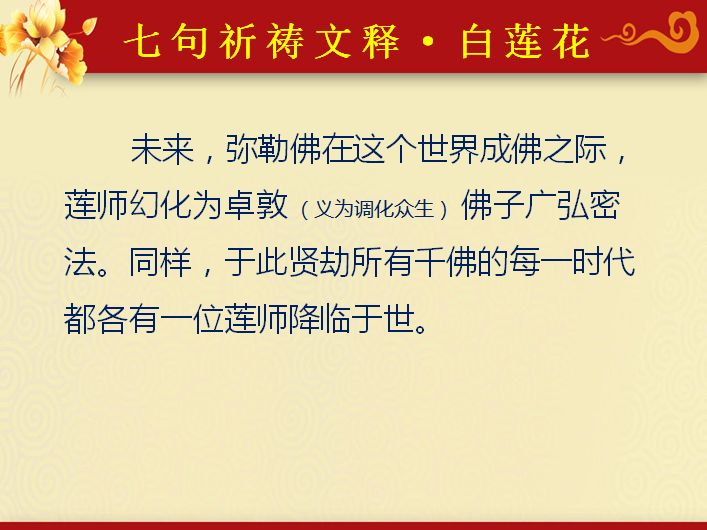 七句祈祷文释·白莲花
未来，弥勒佛在这个世界成佛之际，
莲师幻化为卓敦（义为调化众生）佛子广弘密
法。同样，于此贤劫所有千佛的每一时代
都各有一位莲师降临于世。